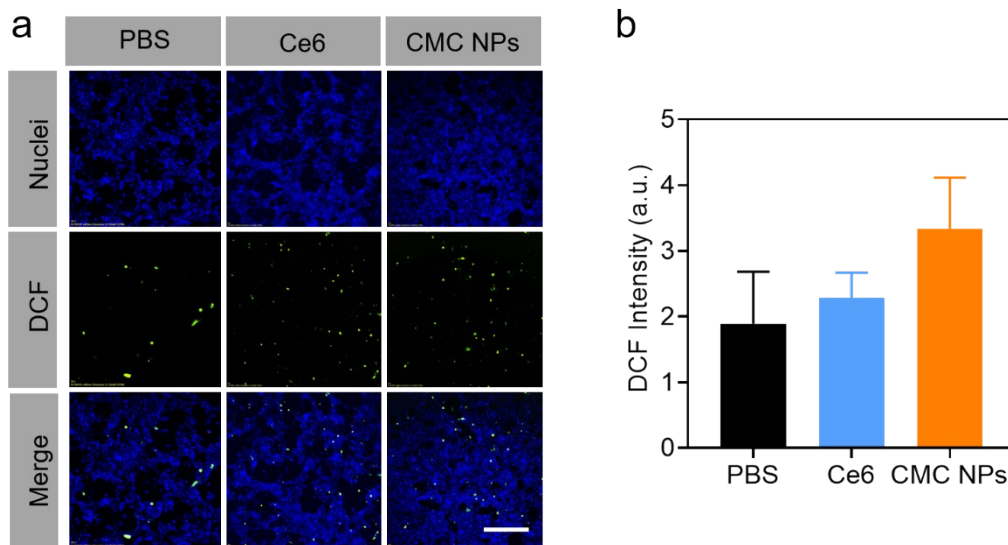 a
PBS
Ce6
CMC NPs
Nuclei
DCF
Merge
b
DCF Intensity (a.u.)
5
4
3
2
1
0
PBS
Ce6
CMC NPs